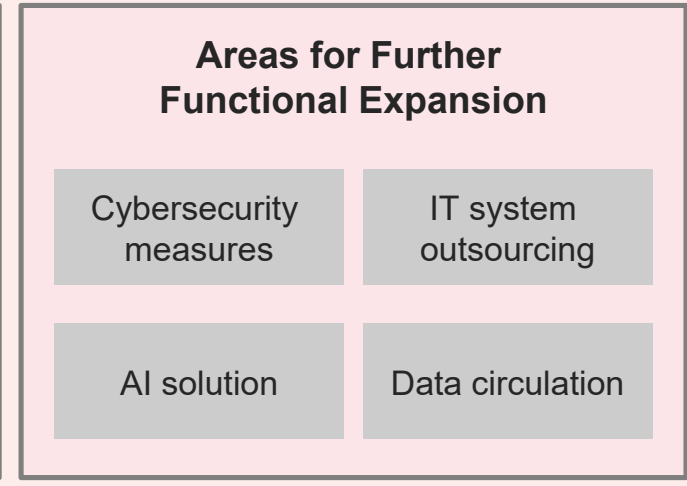 Areas for Further
Functional Expansion
Cybersecurity
measures
IT system
outsourcing
AI solution
Data circulation